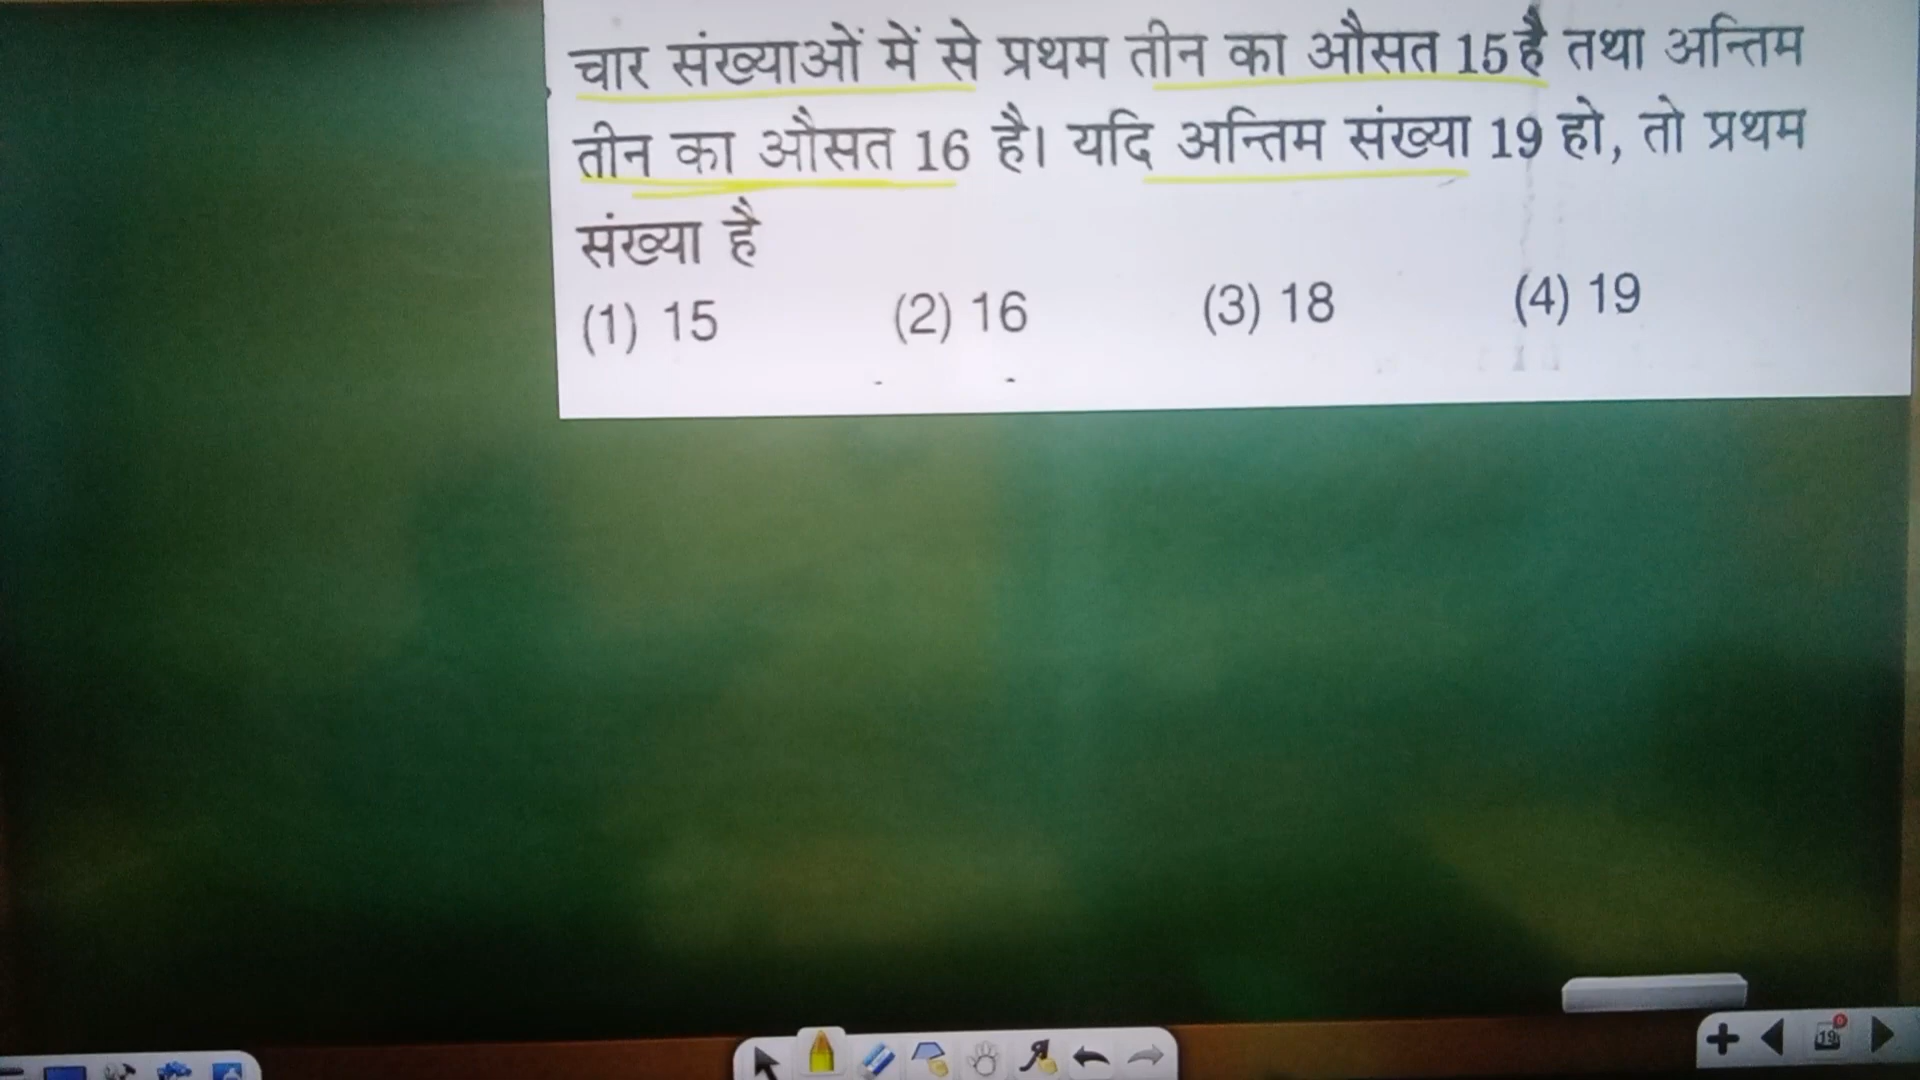 चार संख्याओं में से प्रथम तीन का औसत 15 है तथा अन्तिम
तीन का औसत 16 है। यदि अन्तिम संख्या 19 हो, तो प्रथम
संख्या है
(1) 15 (2) 16 (3) 18 (4) 19
19